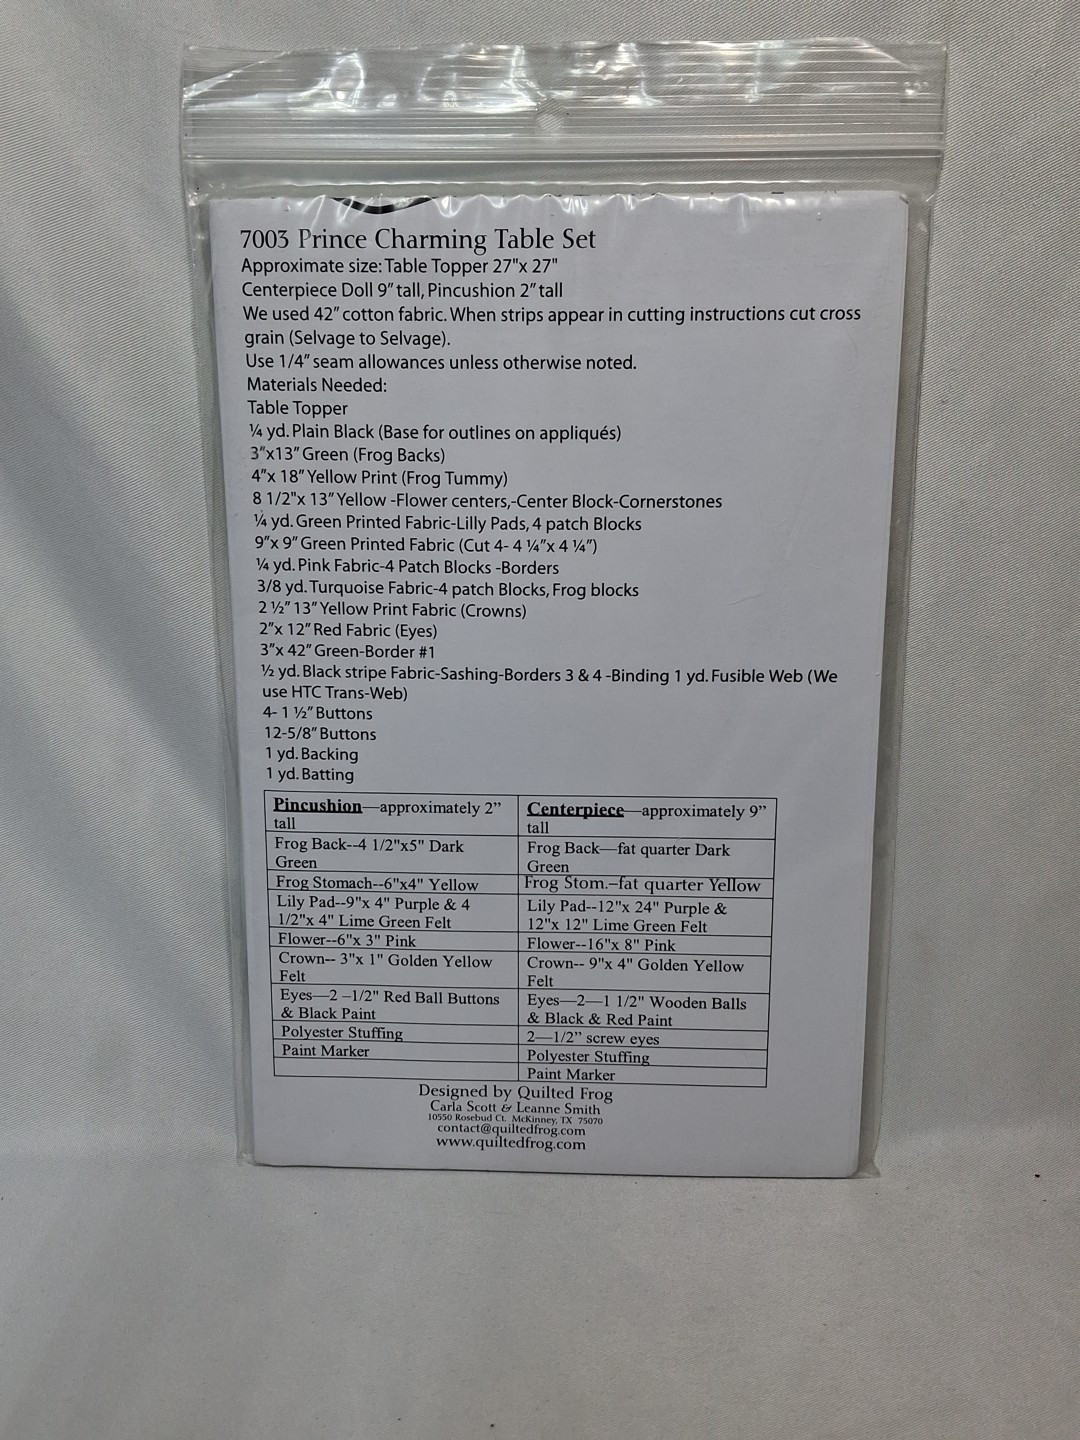 7003 Prince Charming Table Set
Approximate size: Table Topper 27"x 27"
Centerpiece Doll 9” tall, Pincushion 2” tall
We used 42” cotton fabric. When strips appear in cutting instructions cut cross
grain (Selvage to Selvage).
Use 1/4” seam allowances unless otherwise noted.
Materials Needed:
Table Topper
¼ yd. Plain Black (Base for outlines on appliqués)
3”x13” Green (Frog Backs)
4”x 18” Yellow Print (Frog Tummy)
8 1/2"x 13” Yellow -Flower centers,-Center Block-Cornerstones
¼ yd. Green Printed Fabric-Lilly Pads, 4 patch Blocks
9”x 9” Green Printed Fabric (Cut 4- 4 ¼”x 4 ¼”)
¼ yd. Pink Fabric-4 Patch Blocks -Borders
3/8 yd. Turquoise Fabric-4 patch Blocks, Frog blocks
2 ½” 13” Yellow Print Fabric (Crowns)
2”x 12” Red Fabric (Eyes)
3”x 42” Green-Border #1
½ yd. Black stripe Fabric-Sashing-Borders 3 & 4 -Binding 1 yd. Fusible Web (We
use HTC Trans-Web)
4- 1 ½” Buttons
12-5/8” Buttons
1 yd. Backing
1 yd. Batting
Pincushion—approximately 2”
tall
Centerpiece—approximately 9”
tall
Frog Back--4 1/2"x5" Dark
Green
Frog Back—fat quarter Dark
Green
Frog Stomach--6"x4" Yellow
Frog Stom.–fat quarter Yellow
Lily Pad--9"x 4" Purple & 4
1/2"x 4" Lime Green Felt
Lily Pad--12"x 24" Purple &
12"x 12" Lime Green Felt
Flower--6"x 3" Pink
Flower--16"x 8" Pink
Crown-- 3"x 1" Golden Yellow
Felt
Crown-- 9"x 4" Golden Yellow
Felt
Eyes—2 –1/2" Red Ball Buttons
& Black Paint
Eyes—2—1 1/2" Wooden Balls
& Black & Red Paint
Polyester Stuffing
2—1/2” screw eyes
Paint Marker
Polyester Stuffing
Paint Marker
Designed by Quilted Frog
Carla Scott & Leanne Smith
10550 Rosebud Ct. McKinney, TX 75070
contact@quiltedfrog.com
www.quiltedfrog.com